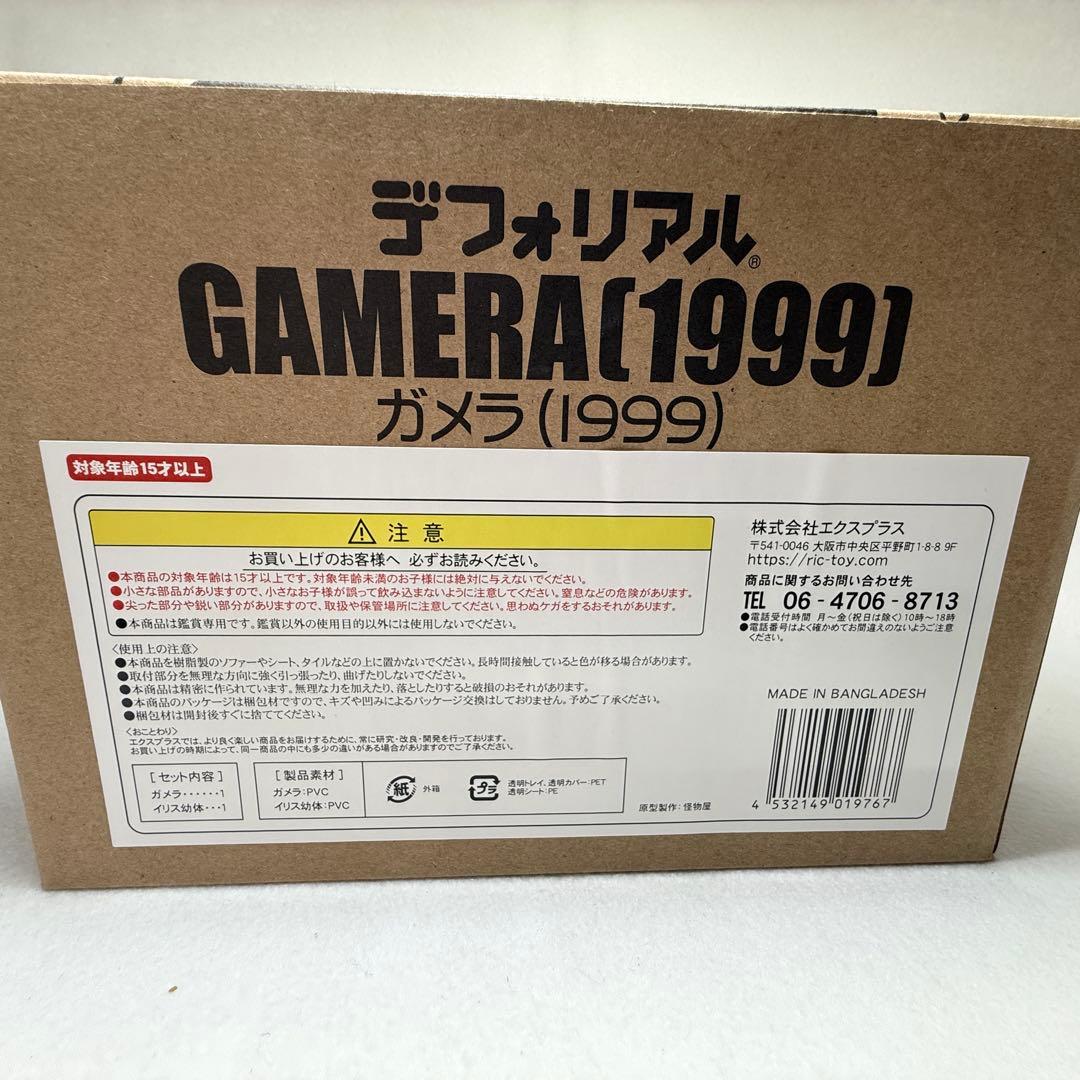 デフォリアル®
GAMERA(1999)
ガメラ(1999)
対象年齢15才以上
⚠ 注意
お買い上げのお客様へ 必ずお読みください。
●本商品の対象年齢は15才以上です。対象年齢未満のお子様には絶対に与えないでください。
●小さな部品がありますので、小さなお子様が誤って飲み込まないように注意してください。窒息などの危険があります。
●尖った部分や鋭い部分がありますので、取扱や保管場所に注意してください。思わぬケガをするおそれがあります。
●本商品は鑑賞専用です。鑑賞以外の使用目的以外には使用しないでください。
〈使用上の注意〉
●本商品を樹脂製のソファーやシート、タイルなどの上に置かないでください。長時間接触していると色が移る場合があります。
●取付部分を無理な方向に強く引っ張ったり、曲げたりしないでください。
●本商品は精密に作られています。無理な力を加えたり、落としたりすると破損のおそれがあります。
●本商品のパッケージは梱包材ですので、キズや凹みによるパッケージ交換はしておりません。予めご了承ください。
●梱包材は開封後すぐに捨ててください。
〈おことわり〉
エクスプラスでは、より良く楽しい商品をお届けするために、常に研究・改良・開発を行っております。
お買い上げの時期によって、同一商品の中にも多少の違いがある場合がありますのでご了承ください。
[セット内容]
ガメラ・・・・・・1
イリス幼体・・・1
[製品素材]
ガメラ:PVC
イリス幼体:PVC
紙 外箱
プラ 透明トレイ、透明カバー:PET
透明シート:PE
原型製作:怪物屋
株式会社エクスプラス
〒541-0046 大阪市中央区平野町1-8-8 9F
https://ric-toy.com/
商品に関するお問い合わせ先
TEL 06-4706-8713
●電話受付時間 月〜金(祝日は除く)10時〜18時
●電話番号はよく確かめてお間違えのないようご注意
ください。
MADE IN BANGLADESH
4 532149 019767